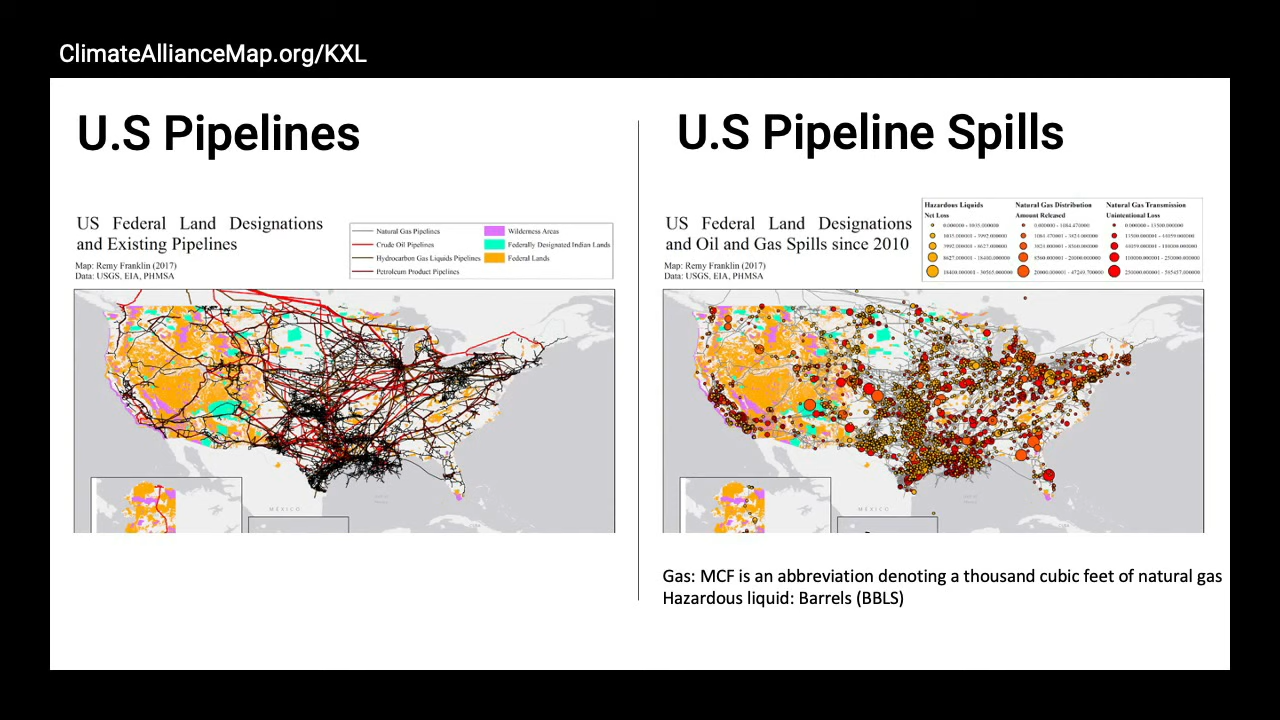 ClimateAllianceMap.org/KXL
U.S Pipelines
US Federal Land Designations
and Existing Pipelines
Map: Remy Franklin (2017)
Data: USGS, EIA, PHMSA
Natural Gas Pipelines
Crude Oil Pipelines
Hydrocarbon Gas Liquids Pipelines
Petroleum Product Pipelines
Wilderness Areas
Federally Designated Indian Lands
Federal Lands
MEXICO
U.S Pipeline Spills
US Federal Land Designations
and Oil and Gas Spills since 2010
Map: Remy Franklin (2017)
Data: USGS, EIA, PHMSA
Hazardous Liquids
Net Loss
Natural Gas Distribution
Amount Released
Natural Gas Transmission
Unintentional Loss
MEXICO
Gas: MCF is an abbreviation denoting a thousand cubic feet of natural gas
Hazardous liquid: Barrels (BBLS)